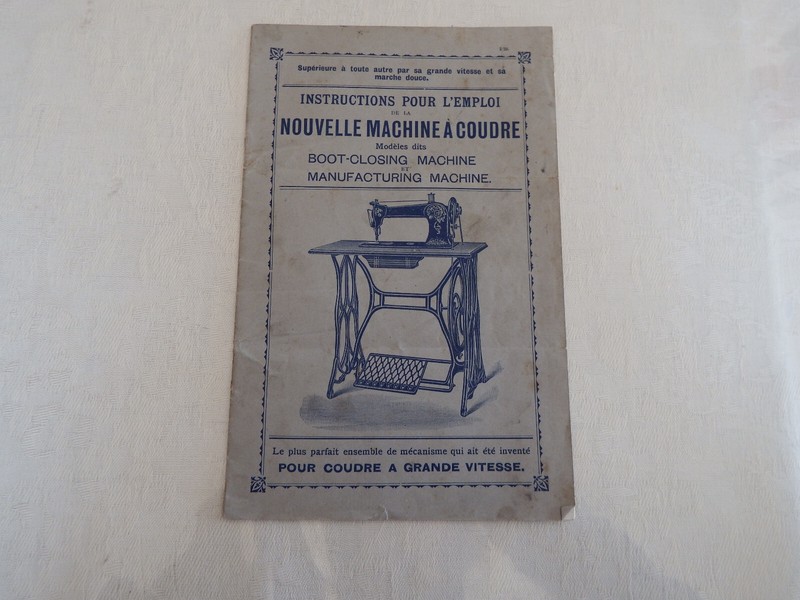 Supérieure à toute autre par sa grande vitesse et sa
marche douce.
INSTRUCTIONS POUR L'EMPLOI
DE LA
NOUVELLE MACHINE À COUDRE
Modèles dits
BOOT-CLOSING MACHINE
ET
MANUFACTURING MACHINE.
Le plus parfait ensemble de mécanisme qui ait été inventé
POUR COUDRE A GRANDE VITESSE.